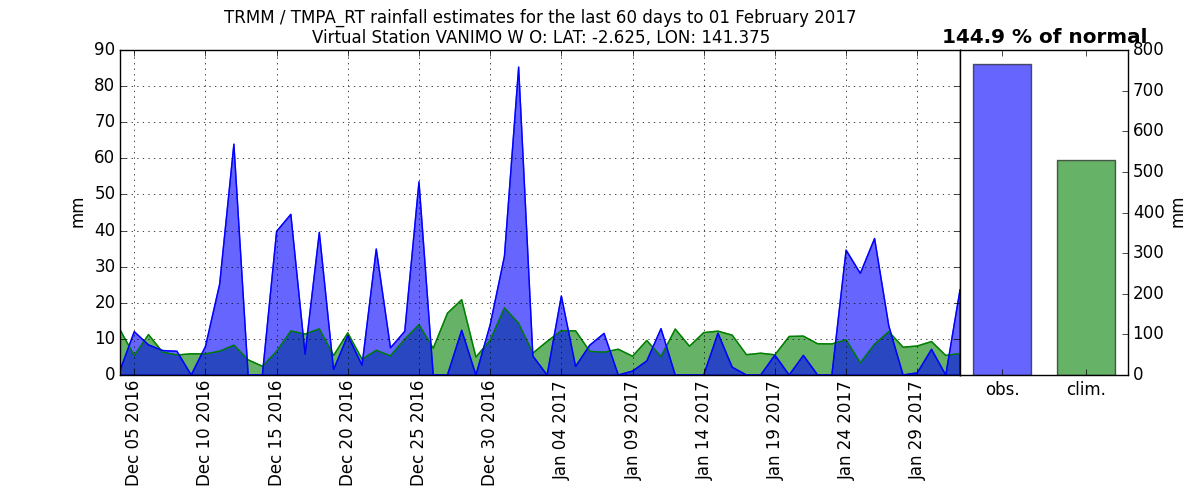 TRMM / TMPA_RT rainfall estimates for the last 60 days to 01 February 2017
Virtual Station VANIMO W O: LAT: -2.625, LON: 141.375
144.9 % of normal
90
80
70
60
50
40
30
20
10
0
mm
Dec 05 2016
Dec 10 2016
Dec 15 2016
Dec 20 2016
Dec 25 2016
Dec 30 2016
Jan 04 2017
Jan 09 2017
Jan 14 2017
Jan 19 2017
Jan 24 2017
Jan 29 2017
800
700
600
500
400
300
200
100
0
mm
obs.
clim.